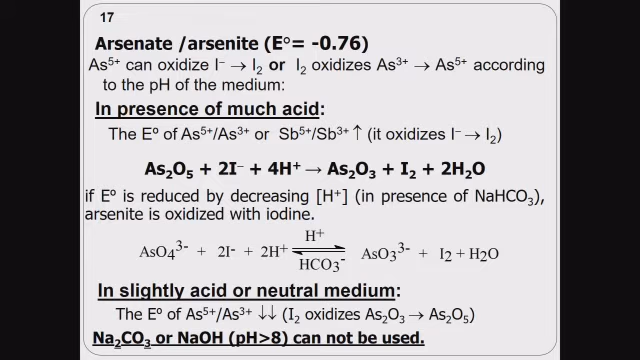 17
Arsenate /arsenite (E°= -0.76)
As⁵⁺ can oxidize I⁻ → I₂ or I₂ oxidizes As³⁺ → As⁵⁺ according
to the pH of the medium:
In presence of much acid:
The Eº of As⁵⁺/As³⁺ or Sb⁵⁺/Sb³⁺ ↑ (it oxidizes I⁻ → I₂)
As₂O₅ + 2I⁻ + 4H⁺ → As₂O₃ + I₂ + 2H₂O
if Eº is reduced by decreasing [H⁺] (in presence of NaHCO₃),
arsenite is oxidized with iodine.
H⁺
AsO₄³⁻ + 2I⁻ + 2H⁺ ⇌ AsO₃³⁻ + I₂ + H₂O
HCO₃⁻
In slightly acid or neutral medium:
The Eº of As⁵⁺/As³⁺ ↓↓ (I₂ oxidizes As₂O₃ → As₂O₅)
Na₂CO₃ or NaOH (pH>8) can not be used.